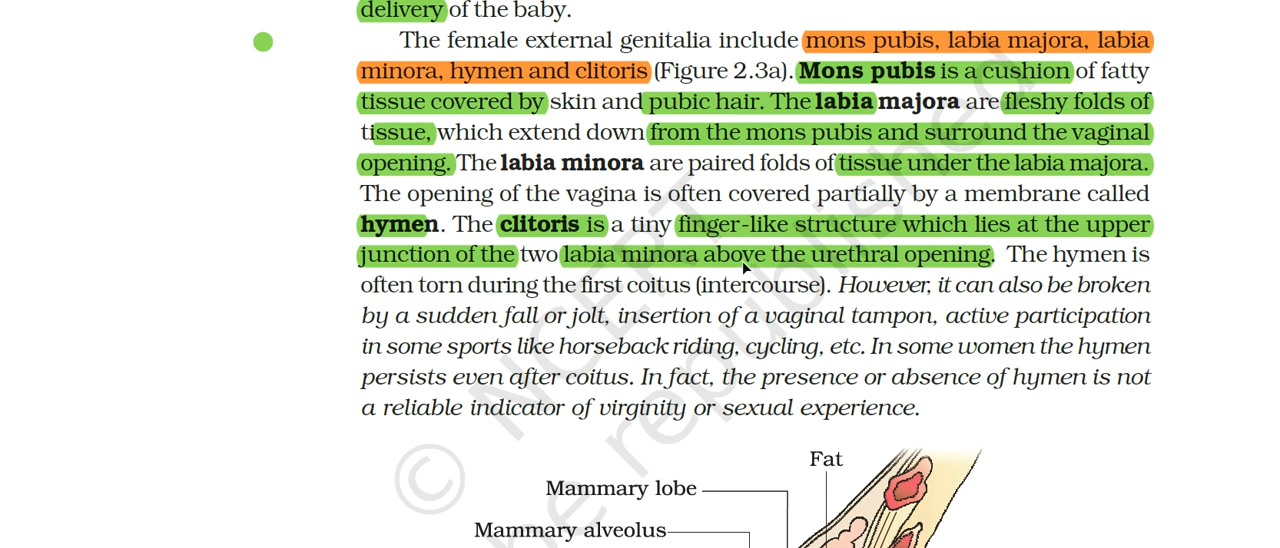 delivery of the baby.
The female external genitalia include mons pubis, labia majora, labia
minora, hymen and clitoris (Figure 2.3a). Mons pubis is a cushion of fatty
tissue covered by skin and pubic hair. The labia majora are fleshy folds of
tissue, which extend down from the mons pubis and surround the vaginal
opening. The labia minora are paired folds of tissue under the labia majora.
The opening of the vagina is often covered partially by a membrane called
hymen. The clitoris is a tiny finger-like structure which lies at the upper
junction of the two labia minora above the urethral opening. The hymen is
often torn during the first coitus (intercourse). However, it can also be broken
by a sudden fall or jolt, insertion of a vaginal tampon, active participation
in some sports like horseback riding, cycling, etc. In some women the hymen
persists even after coitus. In fact, the presence or absence of hymen is not
a reliable indicator of virginity or sexual experience.
© NCERT
be republished
Fat
Mammary lobe
Mammary alveolus